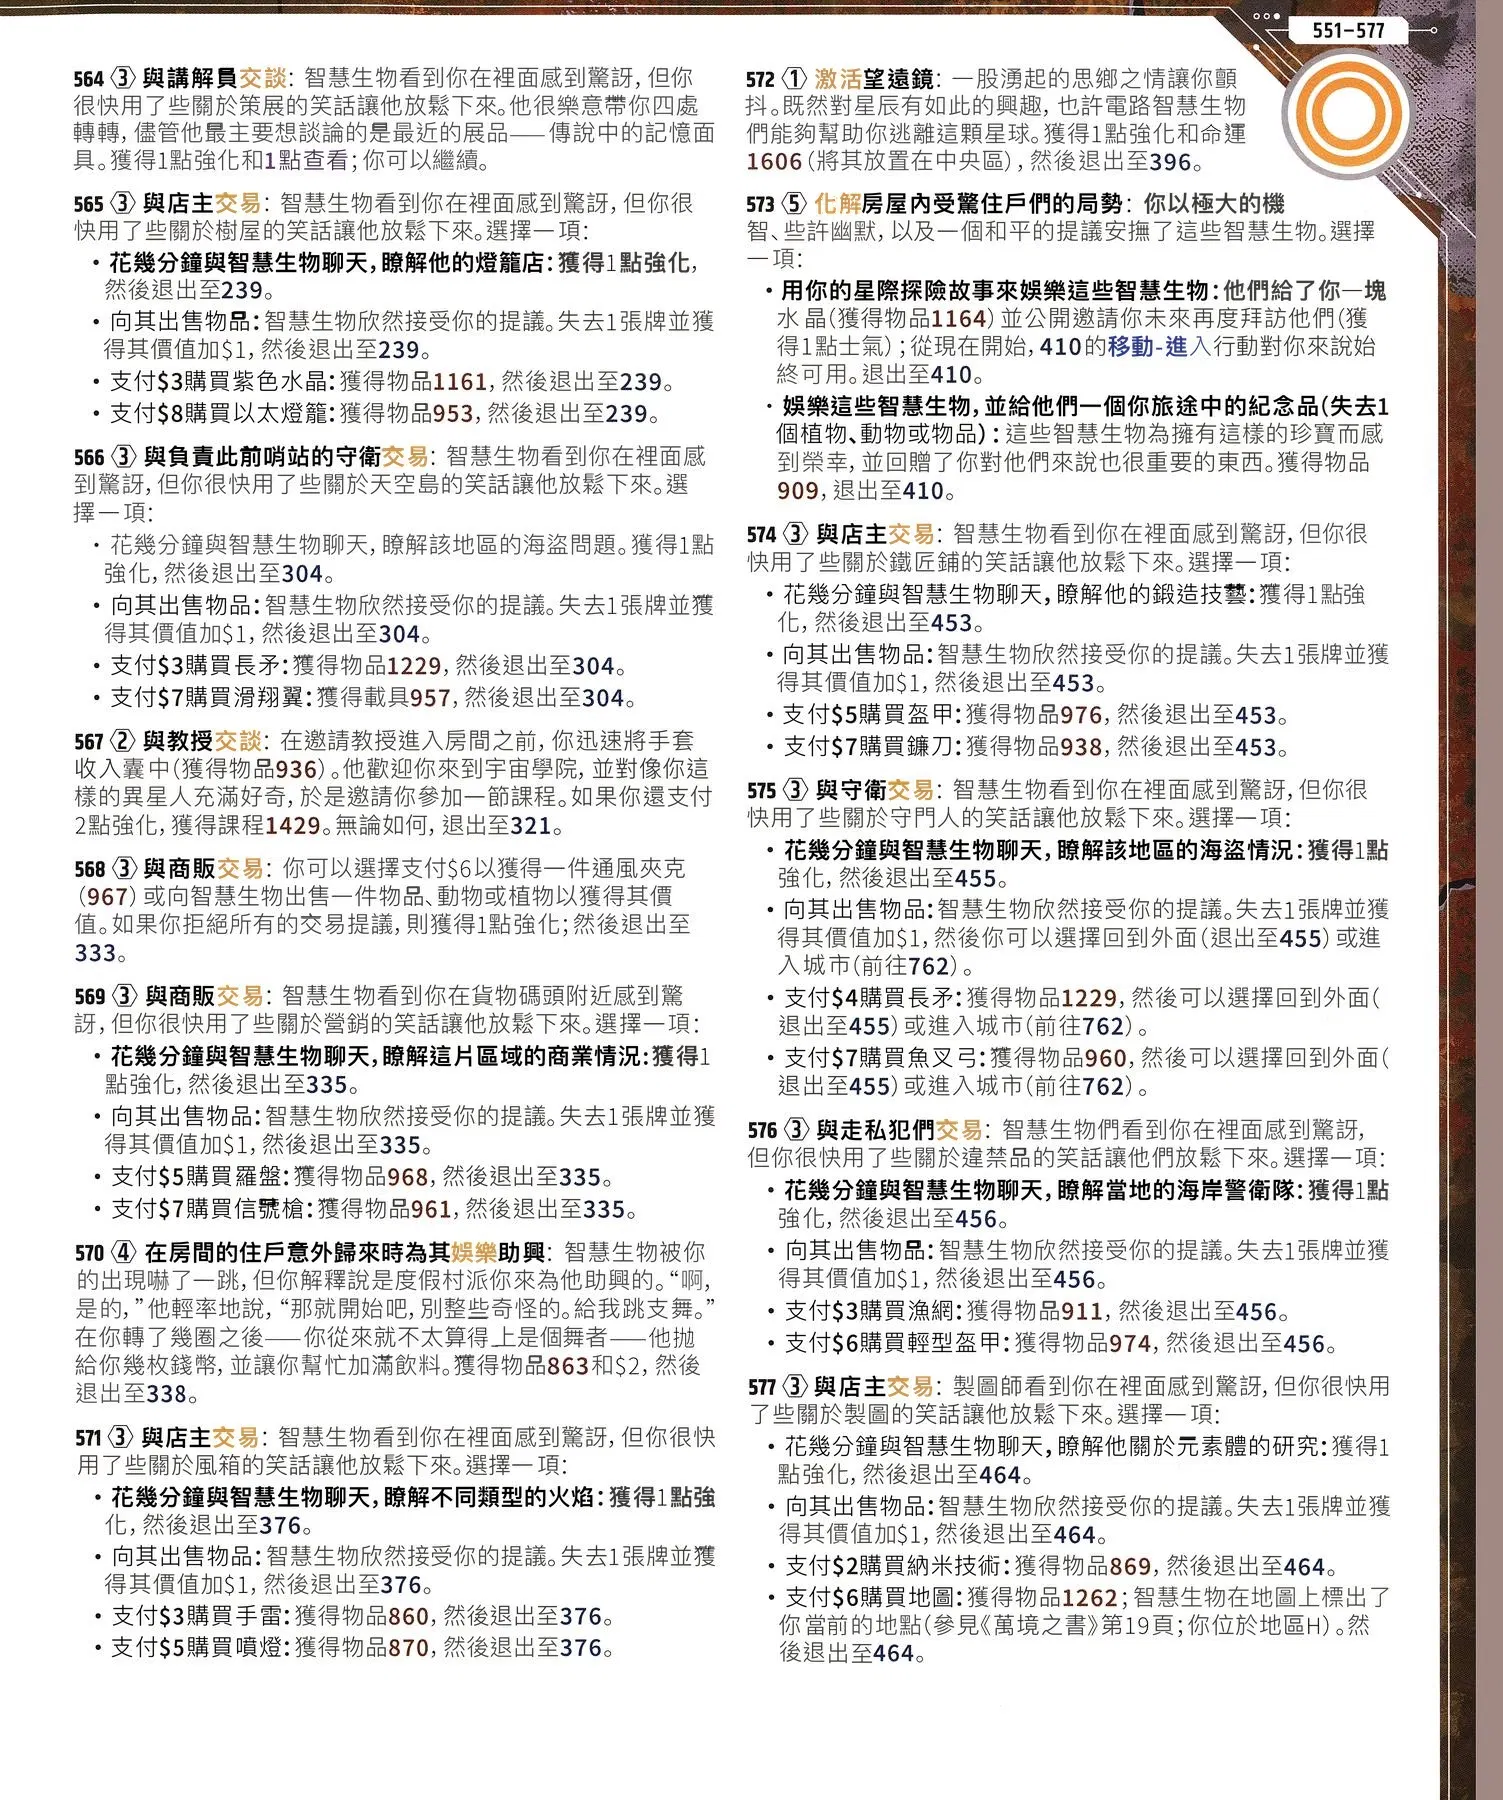 551–577
564 ③ 與講解員交談：智慧生物看到你在裡面感到驚訝，但你
很快用了些關於策展的笑話讓他放鬆下來。他很樂意帶你四處
轉轉，儘管他最主要想談論的是最近的展品——傳說中的記憶面
具。獲得1點強化和1點查看；你可以繼續。
565 ③ 與店主交易：智慧生物看到你在裡面感到驚訝，但你很
快用了些關於樹屋的笑話讓他放鬆下來。選擇一項：
• 花幾分鐘與智慧生物聊天，瞭解他的燈籠店：獲得1點強化，
然後退出至239。
• 向其出售物品：智慧生物欣然接受你的提議。失去1張牌並獲
得其價值加$1，然後退出至239。
• 支付$3購買紫色水晶：獲得物品1161，然後退出至239。
• 支付$8購買以太燈籠：獲得物品953，然後退出至239。
566 ③ 與負責此前哨站的守衛交易：智慧生物看到你在裡面感
到驚訝，但你很快用了些關於天空島的笑話讓他放鬆下來。選
擇一項：
• 花幾分鐘與智慧生物聊天，瞭解該地區的海盜問題。獲得1點
強化，然後退出至304。
• 向其出售物品：智慧生物欣然接受你的提議。失去1張牌並獲
得其價值加$1，然後退出至304。
• 支付$3購買長矛：獲得物品1229，然後退出至304。
• 支付$7購買滑翔翼：獲得載具957，然後退出至304。
567 ② 與教授交談：在邀請教授進入房間之前，你迅速將手套
收入囊中（獲得物品936）。他歡迎你來到宇宙學院，並對像你這
樣的異星人充滿好奇，於是邀請你參加一節課程。如果你還支付
2點強化，獲得課程1429。無論如何，退出至321。
568 ③ 與商販交易：你可以選擇支付$6以獲得一件通風夾克
（967）或向智慧生物出售一件物品、動物或植物以獲得其價
值。如果你拒絕所有的交易提議，則獲得1點強化；然後退出至
333。
569 ③ 與商販交易：智慧生物看到你在貨物碼頭附近感到驚
訝，但你很快用了些關於營銷的笑話讓他放鬆下來。選擇一項：
• 花幾分鐘與智慧生物聊天，瞭解這片區域的商業情況：獲得1
點強化，然後退出至335。
• 向其出售物品：智慧生物欣然接受你的提議。失去1張牌並獲
得其價值加$1，然後退出至335。
• 支付$5購買羅盤：獲得物品968，然後退出至335。
• 支付$7購買信號槍：獲得物品961，然後退出至335。
570 ④ 在房間的住戶意外歸來時為其娛樂助興：智慧生物被你
的出現嚇了一跳，但你解釋說是度假村派你來為他助興的。“啊，
是的，”他輕率地說，“那就開始吧，別整些奇怪的。給我跳支舞。”
在你轉了幾圈之後——你從來就不太算得上是個舞者——他拋
給你幾枚錢幣，並讓你幫忙加滿飲料。獲得物品863和$2，然後
退出至338。
571 ③ 與店主交易：智慧生物看到你在裡面感到驚訝，但你很快
用了些關於風箱的笑話讓他放鬆下來。選擇一項：
• 花幾分鐘與智慧生物聊天，瞭解不同類型的火焰：獲得1點強
化，然後退出至376。
• 向其出售物品：智慧生物欣然接受你的提議。失去1張牌並獲
得其價值加$1，然後退出至376。
• 支付$3購買手雷：獲得物品860，然後退出至376。
• 支付$5購買噴燈：獲得物品870，然後退出至376。
572 ① 激活望遠鏡：一股湧起的思鄉之情讓你顫
抖。既然對星辰有如此的興趣，也許電路智慧生物
們能夠幫助你逃離這顆星球。獲得1點強化和命運
1606（將其放置在中央區），然後退出至396。
573 ⑤ 化解房屋內受驚住戶們的局勢：你以極大的機
智、些許幽默，以及一個和平的提議安撫了這些智慧生物。選擇
一項：
• 用你的星際探險故事來娛樂這些智慧生物：他們給了你一塊
水晶（獲得物品1164）並公開邀請你未來再度拜訪他們（獲
得1點士氣）；從現在開始，410的移動-進入行動對你來說始
終可用。退出至410。
• 娛樂這些智慧生物，並給他們一個你旅途中的紀念品（失去1
個植物、動物或物品）：這些智慧生物為擁有這樣的珍寶而感
到榮幸，並回贈了你對他們來說也很重要的東西。獲得物品
909，退出至410。
574 ③ 與店主交易：智慧生物看到你在裡面感到驚訝，但你很
快用了些關於鐵匠鋪的笑話讓他放鬆下來。選擇一項：
• 花幾分鐘與智慧生物聊天，瞭解他的鍛造技藝：獲得1點強
化，然後退出至453。
• 向其出售物品：智慧生物欣然接受你的提議。失去1張牌並獲
得其價值加$1，然後退出至453。
• 支付$5購買盔甲：獲得物品976，然後退出至453。
• 支付$7購買鐮刀：獲得物品938，然後退出至453。
575 ③ 與守衛交易：智慧生物看到你在裡面感到驚訝，但你很
快用了些關於守門人的笑話讓他放鬆下來。選擇一項：
• 花幾分鐘與智慧生物聊天，瞭解該地區的海盜情況：獲得1點
強化，然後退出至455。
• 向其出售物品：智慧生物欣然接受你的提議。失去1張牌並獲
得其價值加$1，然後你可以選擇回到外面（退出至455）或進
入城市（前往762）。
• 支付$4購買長矛：獲得物品1229，然後可以選擇回到外面（
退出至455）或進入城市（前往762）。
• 支付$7購買魚叉弓：獲得物品960，然後可以選擇回到外面（
退出至455）或進入城市（前往762）。
576 ③ 與走私犯們交易：智慧生物們看到你在裡面感到驚訝，
但你很快用了些關於違禁品的笑話讓他們放鬆下來。選擇一項：
• 花幾分鐘與智慧生物聊天，瞭解當地的海岸警衛隊：獲得1點
強化，然後退出至456。
• 向其出售物品：智慧生物欣然接受你的提議。失去1張牌並獲
得其價值加$1，然後退出至456。
• 支付$3購買漁網：獲得物品911，然後退出至456。
• 支付$6購買輕型盔甲：獲得物品974，然後退出至456。
577 ③ 與店主交易：製圖師看到你在裡面感到驚訝，但你很快用
了些關於製圖的笑話讓他放鬆下來。選擇一項：
• 花幾分鐘與智慧生物聊天，瞭解他關於元素體的研究：獲得1
點強化，然後退出至464。
• 向其出售物品：智慧生物欣然接受你的提議。失去1張牌並獲
得其價值加$1，然後退出至464。
• 支付$2購買納米技術：獲得物品869，然後退出至464。
• 支付$6購買地圖：獲得物品1262；智慧生物在地圖上標出了
你當前的地點（參見《萬境之書》第19頁；你位於地區H）。然
後退出至464。